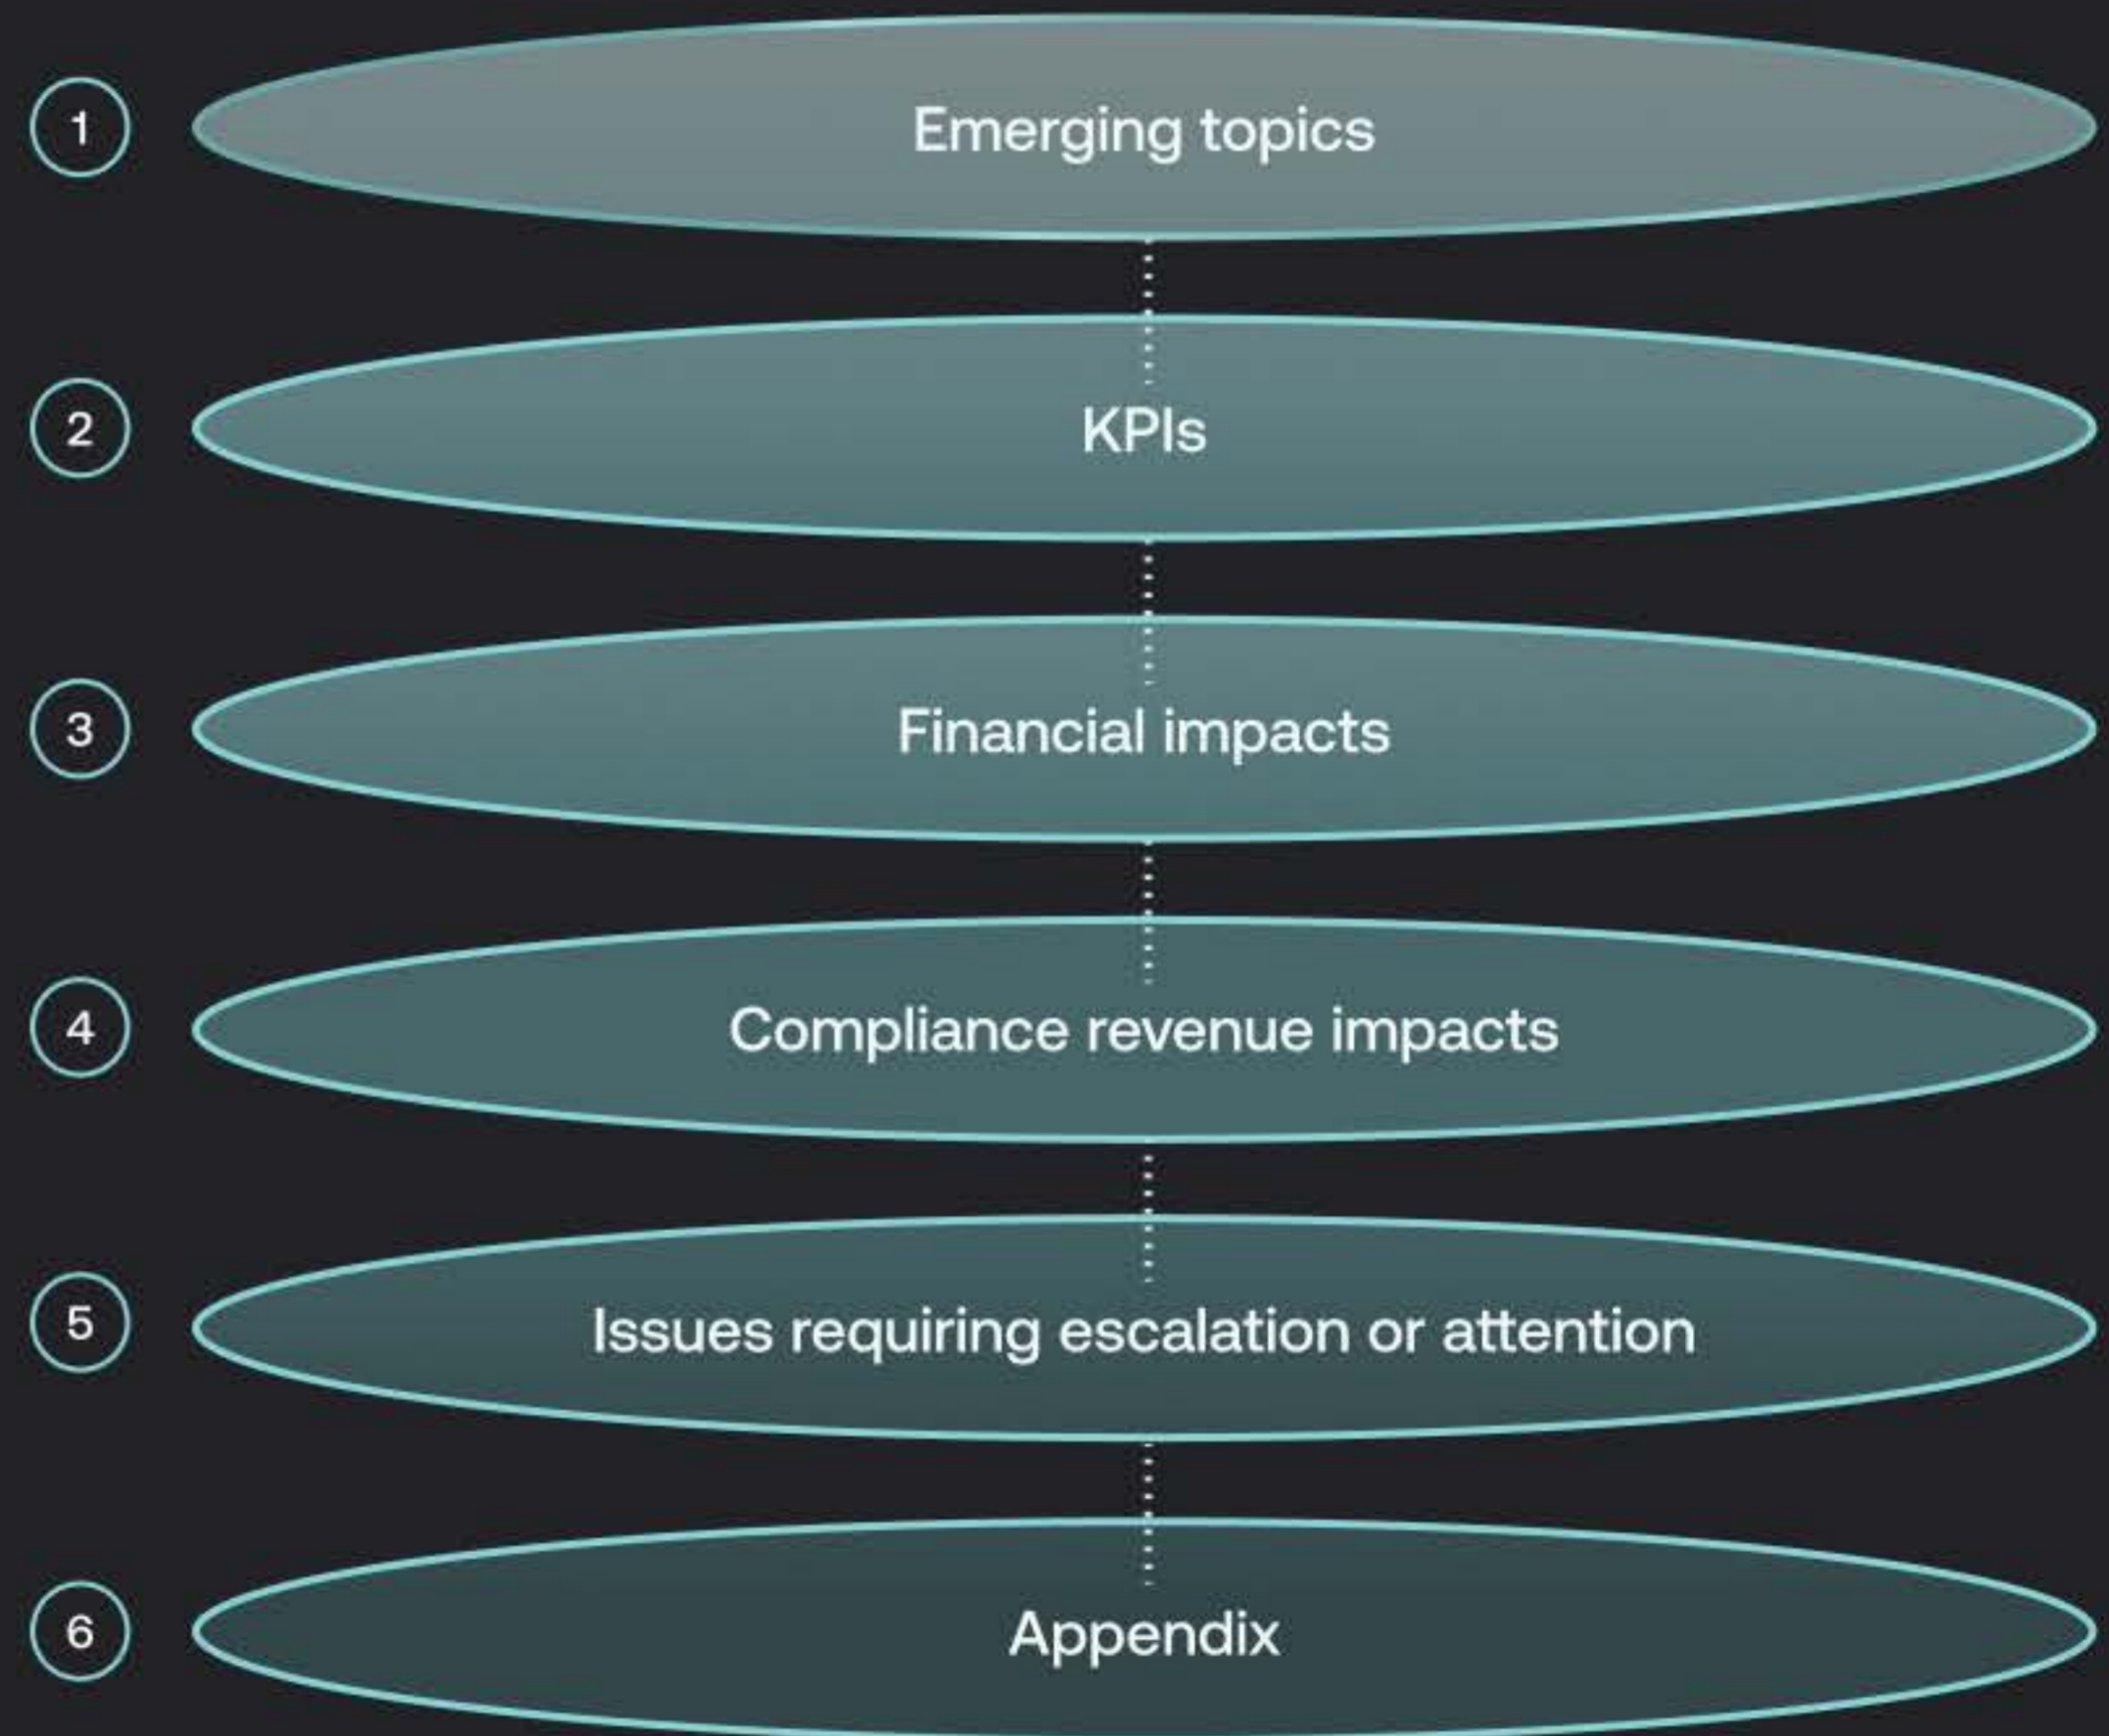 1
Emerging topics
2
KPIs
3
Financial impacts
4
Compliance revenue impacts
5
Issues requiring escalation or attention
6
Appendix